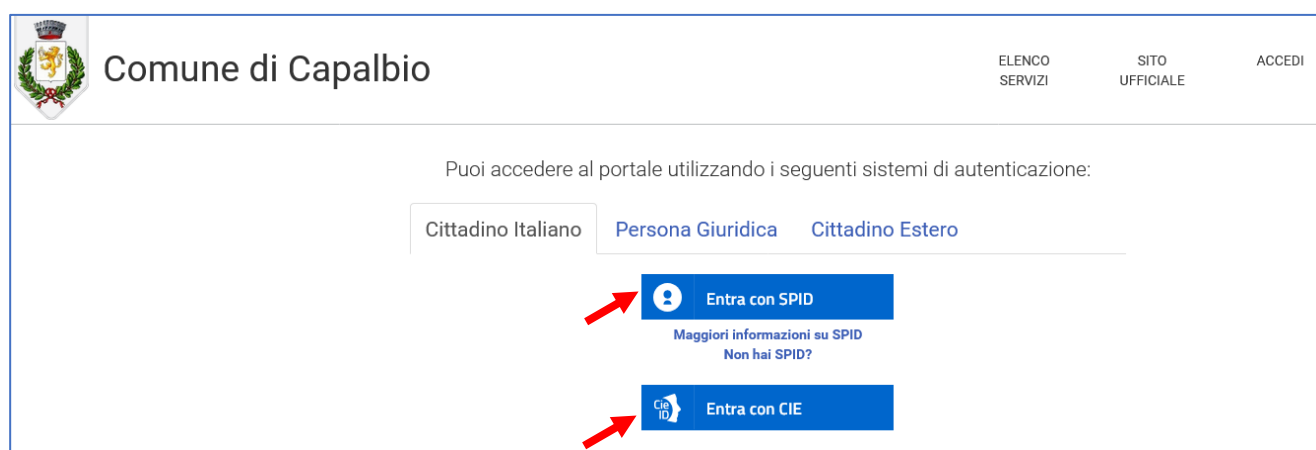 Comune di Capalbio
ELENCO
SERVIZI
SITO
UFFICIALE
ACCEDI
Puoi accedere al portale utilizzando i seguenti sistemi di autenticazione:
Cittadino Italiano Persona Giuridica Cittadino Estero
Entra con SPID
Maggiori informazioni su SPID
Non hai SPID?
Cie
ID
Entra con CIE